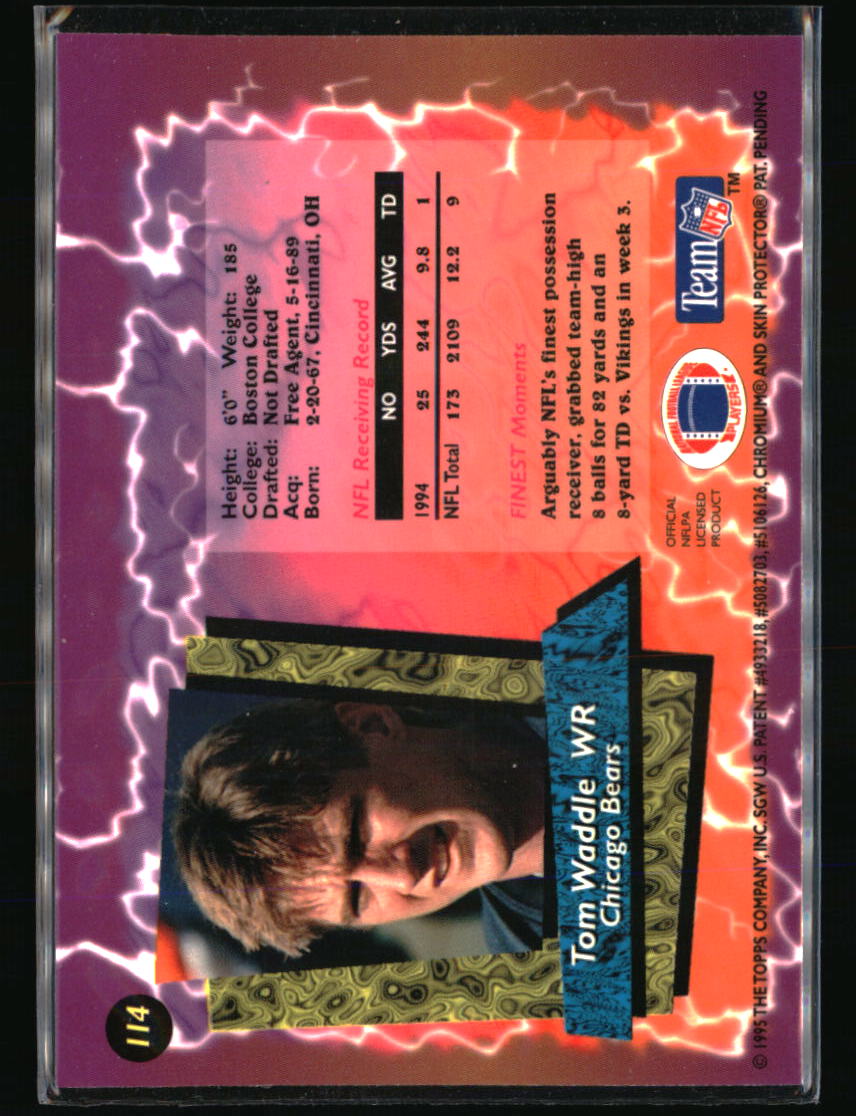 114
Height: 6'0" Weight: 185
College: Boston College
Drafted: Not Drafted
Acq: Free Agent, 5-16-89
Born: 2-20-67, Cincinnati, OH
NFL Receiving Record
NO YDS AVG TD
1994 25 244 9.8 1
NFL Total 173 2109 12.2 9
FINEST Moments
Arguably NFL's finest possession
receiver, grabbed team-high
8 balls for 82 yards and an
8-yard TD vs. Vikings in week 3.
Tom Waddle WR
Chicago Bears
OFFICIAL
NFLPA
LICENSED
PRODUCT
NATIONAL FOOTBALL LEAGUE
PLAYERS
Team NFL TM
© 1995 THE TOPPS COMPANY, INC. SGW U.S. PATENT #4933218, #5082703, #5106126, CHROMIUM® AND SKIN PROTECTOR® PAT. PENDING